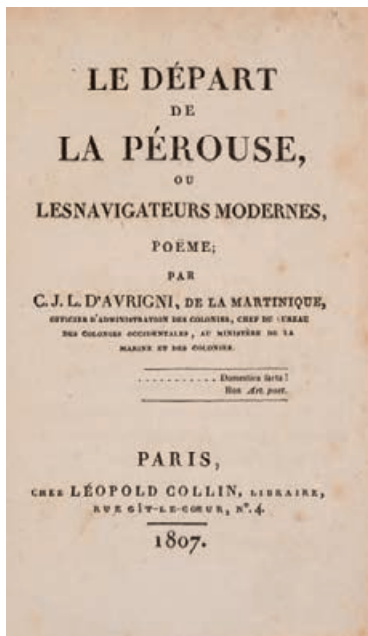 LE DÉPART
DE
LA PÉROUSE,
OU
LES NAVIGATEURS MODERNES,
POËME;
PAR
C. J. L. D'AVRIGNI, DE LA MARTINIQUE,
OFFICIER D'ADMINISTRATION DES COLONIES, CHEF DU BUREAU
DES COLONIES OCCIDENTALES, AU MINISTÈRE DE LA
MARINE ET DES COLONIES.
........... Domestica facta!
Art. poet.
PARIS,
CHEZ LÉOPOLD COLLIN, LIBRAIRE,
RUE GÎT-LE-CŒUR, N°. 4.
1807.